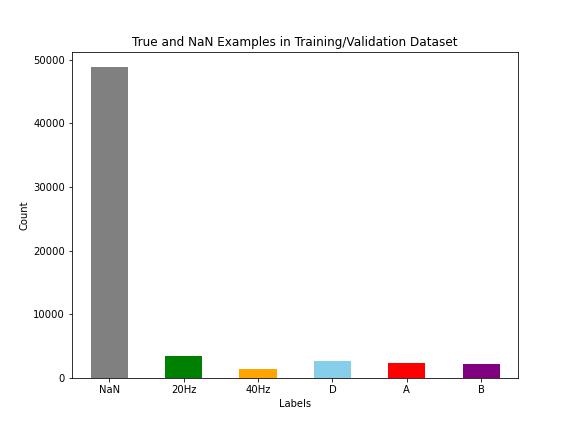 True and NaN Examples in Training/Validation Dataset
50000
40000
30000
20000
10000
0
Count
NaN 20Hz 40Hz D A B
Labels